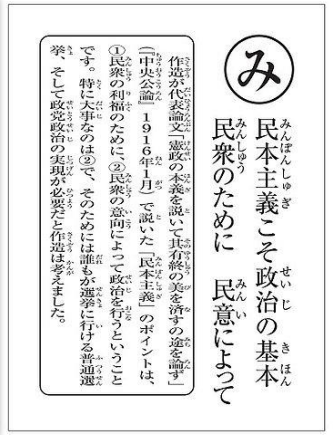 み
民本主義こそ政治の基本
民衆のために　民意によって
作造が代表論文「憲政の本義を説いて其有終の美を済すの途を論ず」
(『中央公論』1916年1月)で説いた「民本主義」のポイントは、
①民衆の利福のために、②民衆の意向によって政治を行うということ
です。特に大事なのは②で、そのためには誰もが選挙に行ける普通選
挙、そして政党政治の実現が必要だと作造は考えました。